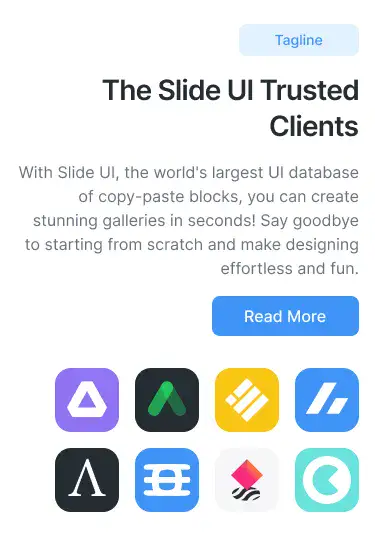 Tagline
The Slide UI Trusted
Clients
With Slide UI, the world's largest UI database
of copy-paste blocks, you can create
stunning galleries in seconds! Say goodbye
to starting from scratch and make designing
effortless and fun.
Read More